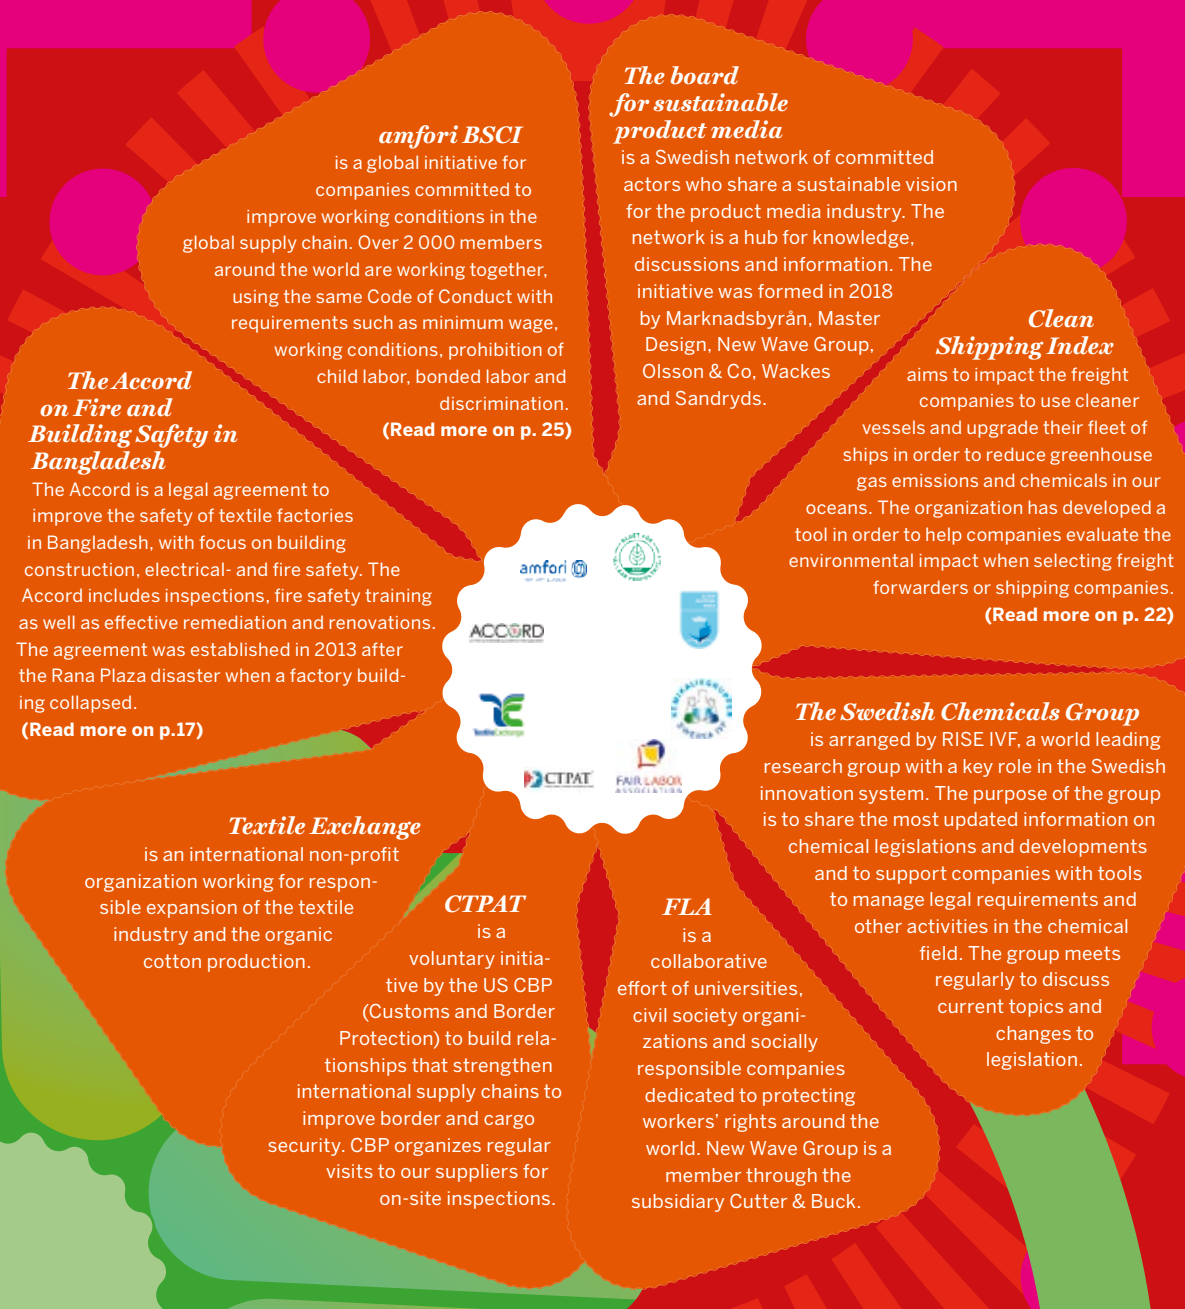 amfori BSCI
is a global initiative for
companies committed to
improve working conditions in the
global supply chain. Over 2 000 members
around the world are working together,
using the same Code of Conduct with
requirements such as minimum wage,
working conditions, prohibition of
child labor, bonded labor and
discrimination.
(Read more on p. 25)
The board
for sustainable
product media
is a Swedish network of committed
actors who share a sustainable vision
for the product media industry. The
network is a hub for knowledge,
discussions and information. The
initiative was formed in 2018
by Marknadsbyrån, Master
Design, New Wave Group,
Olsson & Co, Wackes
and Sandryds.
Clean
Shipping Index
aims to impact the freight
companies to use cleaner
vessels and upgrade their fleet of
ships in order to reduce greenhouse
gas emissions and chemicals in our
oceans. The organization has developed a
tool in order to help companies evaluate the
environmental impact when selecting freight
forwarders or shipping companies.
(Read more on p. 22)
The Accord
on Fire and
Building Safety in
Bangladesh
The Accord is a legal agreement to
improve the safety of textile factories
in Bangladesh, with focus on building
construction, electrical- and fire safety. The
Accord includes inspections, fire safety training
as well as effective remediation and renovations.
The agreement was established in 2013 after
the Rana Plaza disaster when a factory build-
ing collapsed.
(Read more on p.17)
amfori
ACCORD
TE
Textile Exchange
CTPAT
FAIR LABOR
ASSOCIATION
KEMIKALIEGRUPPEN
SWEREA IVF
The Swedish Chemicals Group
is arranged by RISE IVF, a world leading
research group with a key role in the Swedish
innovation system. The purpose of the group
is to share the most updated information on
chemical legislations and developments
and to support companies with tools
to manage legal requirements and
other activities in the chemical
field. The group meets
regularly to discuss
current topics and
changes to
legislation.
Textile Exchange
is an international non-profit
organization working for respon-
sible expansion of the textile
industry and the organic
cotton production.
CTPAT
is a
voluntary initia-
tive by the US CBP
(Customs and Border
Protection) to build rela-
tionships that strengthen
international supply chains to
improve border and cargo
security. CBP organizes regular
visits to our suppliers for
on-site inspections.
FLA
is a
collaborative
effort of universities,
civil society organi-
zations and socially
responsible companies
dedicated to protecting
workers' rights around the
world. New Wave Group is a
member through the
subsidiary Cutter & Buck.